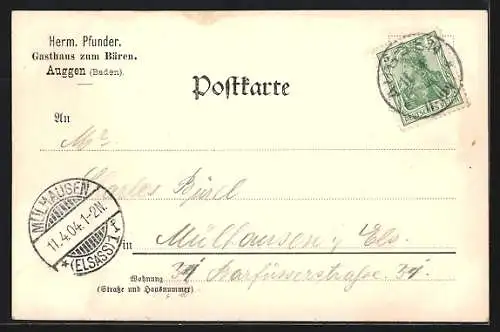 Herm. Pfunder.
Gasthaus zum Bären.
Auggen (Baden).
Postkarte
An
Mr
Charles
Mülhausen i/ Els.
in
34 Barfüsserstrasse 34.
Wohnung
(Straße und Hausnummer)
MÜLHAUSEN
11.4.04.1-2N.
(ELSASS) 1